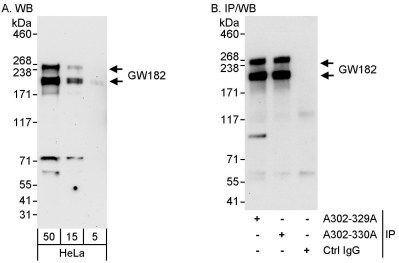 A. WB
kDa
460
268
238
171
117
71
55
41
31
GW182
50 15 5
HeLa
B. IP/WB
kDa
460
268
238
171
117
71
55
41
GW182
+ - - A302-329A
- + - A302-330A
- - + Ctrl IgG
IP